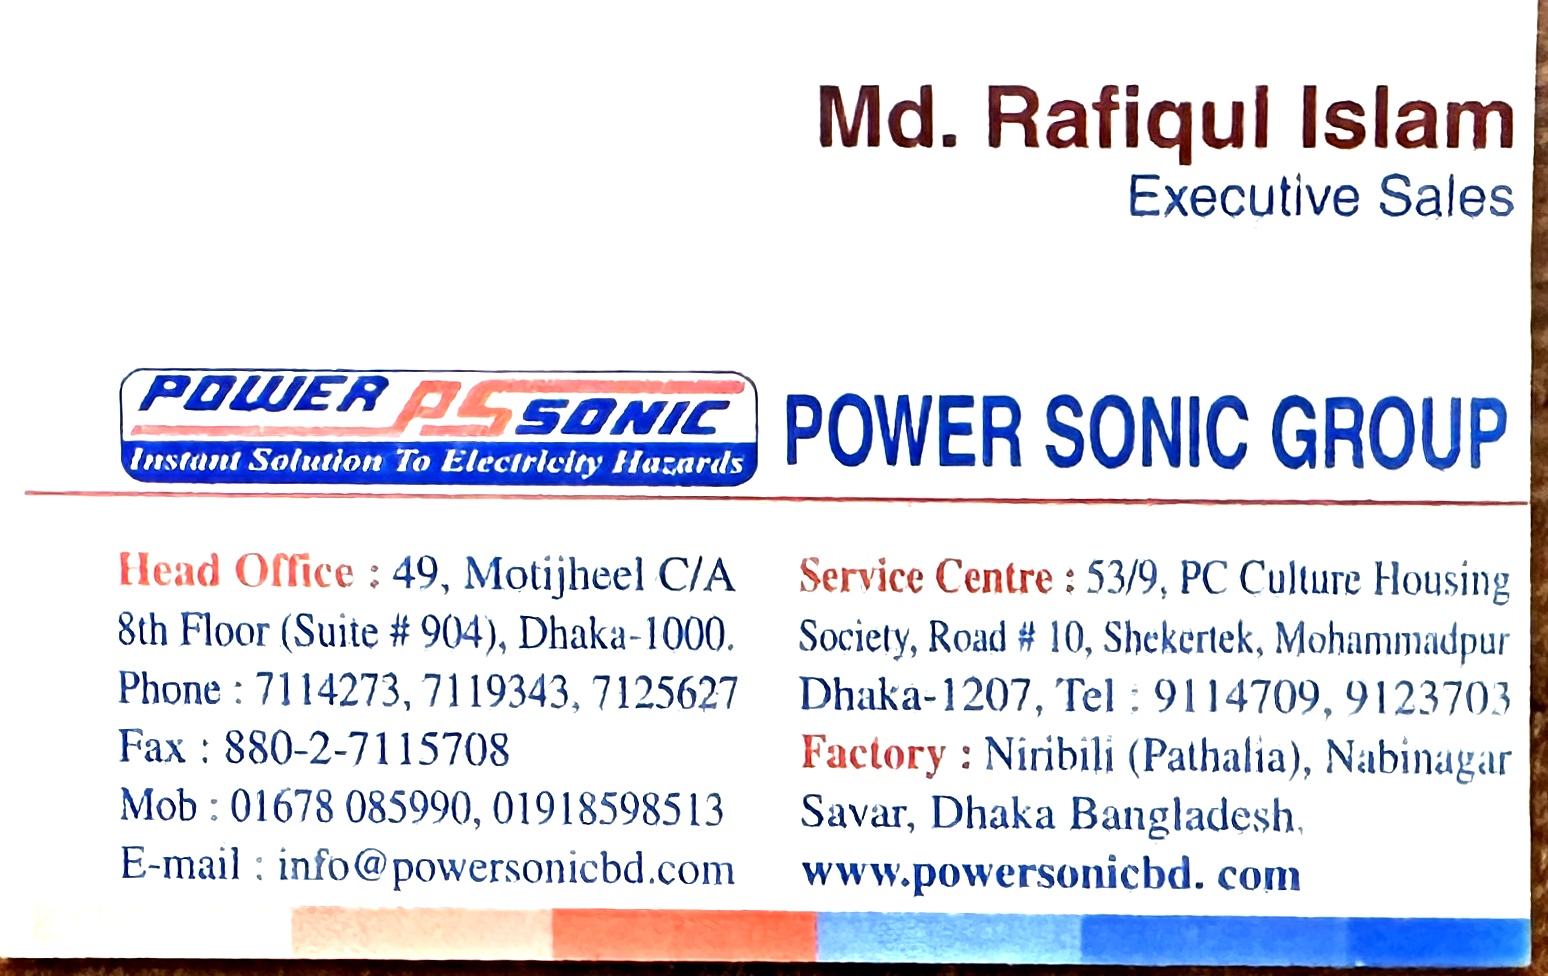 Md. Rafiqul Islam
Executive Sales
POWER PS SONIC
Instant Solution To Electricity Hazards
POWER SONIC GROUP
Head Office : 49, Motijheel C/A
8th Floor (Suite # 904), Dhaka-1000.
Phone : 7114273, 7119343, 7125627
Fax : 880-2-7115708
Mob : 01678 085990, 01918598513
E-mail : info@powersonicbd.com
Service Centre : 53/9, PC Culture Housing
Society, Road # 10, Shekertek, Mohammadpur
Dhaka-1207, Tel : 9114709, 9123703
Factory : Niribili (Pathalia), Nabinagar
Savar, Dhaka Bangladesh.
www.powersonicbd. com